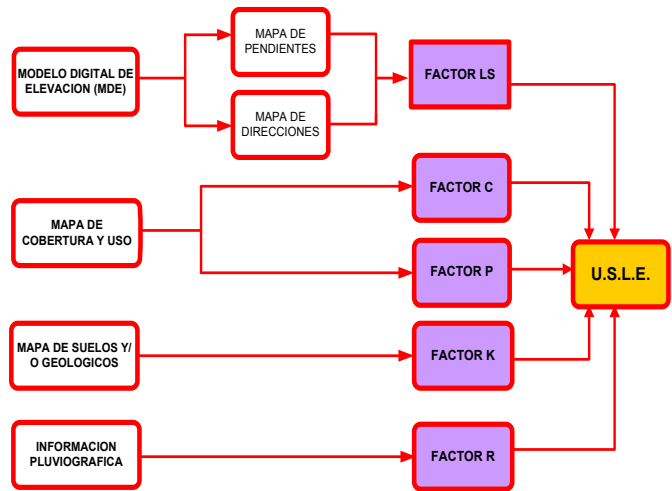 MAPA DE
PENDIENTES
MODELO DIGITAL DE
ELEVACION (MDE)
FACTOR LS
MAPA DE
DIRECCIONES
FACTOR C
MAPA DE
COBERTURA Y USO
FACTOR P
U.S.L.E.
MAPA DE SUELOS Y/
O GEOLOGICOS
FACTOR K
INFORMACION
PLUVIOGRAFICA
FACTOR R